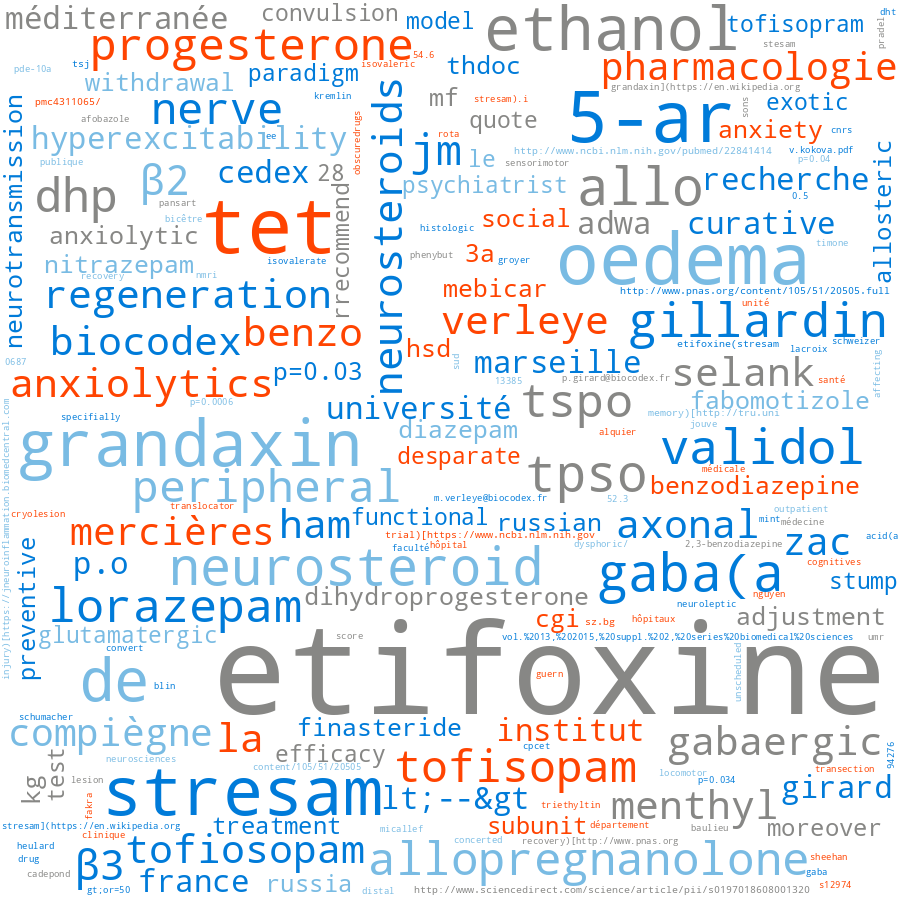 méditerranée
convulsion
model
ethanol
tofisopram
dht
pradel
stesam
progesterone
54.6
isovaleric
tsj
pde-10a
withdrawal
paradigm
thdoc
pharmacologie
grandaxin](https://en.wikipedia.org
kremlin
pmc4311065/
afobazole
nerve
mf
stresam).i
quote
5-ar
sons
exotic
anxiety
cnrs
hyperexcitability
ee
obscuredrugs
neurosteroids
rota
jm
le
sensorimotor
http://www.ncbi.nlm.nih.gov/pubmed/22841414
v.kokova.pdf
p=0.04
publique
neurotransmission
β2
cedex
28
psychiatrist
allo
recherche
0.5
allosteric
dhp
pansart
bicêtre
tet
rrecommend
histologic
social
adwa
curative
anxiolytic
isovalerate
phenybut
3a
groyer
oedema
timone
nitrazepam
recovery
nmri
mebicar
http://www.pnas.org/content/105/51/20505.full
unité
regeneration
verleye
gillardin
biocodex
benzo
hsd
sud
etifoxine(stream
lacroix
schweizer
0687
marseille
selank
affecting
anxiolytics
p=0.03
13385
p.girard@biocodex.fr
santé
p=0.0006
specifially
université
tspo
fabomotizole
memory)[http://tru.uni
jouve
injury)[https://jneuroinflammation.biomedcentral.com
grandaxin
diazepam
alquier
validol
desparate
médicale
peripheral
tpso
benzodiazepine
translocator
m.verleye@biocodex.fr
52.3
outpatient
cryolesion
mercières
ham
functional
russian
axonal
mint
médecine
acid(a
trial)[https://www.ncbi.nlm.nih.gov
faculté
hôpital
dysphoric/
2,3-benzodiazepine
zac
cognitives
preventive
p.o
neurosteroid
gaba(a
nguyen
stump
lorazepam
dihydroprogesterone
neuroleptic
cgi
sz.bg
hôpitaux
adjustment
glutamatergic
score
vol.%2013,%202015,%20suppl.%202,%20series%20biomedical%20sciences
umr
convert
etifoxine
unscheduled
de
blin
guern
schumacher
compiègne
la
finasteride
institut
gabaergic
neurosciences
efficacy
cpcet
94276
kg
test
lesion
content/105/51/20505
tofisopam
locomotor
p=0.034
transection
girard
fakra
stresam
lt;--&gt
triethyltin
menthyl
stresam](https://en.wikipedia.org
clinique
treatment
micallef
subunit
département
baulieu
moreover
heulard
drug
cadepond
β3
tofiosopam
concerted
recovery)[http://www.pnas.org
sheehan
gaba
gt;or=50
france
russia
distal
allopregnanolone
http://www.sciencedirect.com/science/article/pii/s0197018608001320
s12974